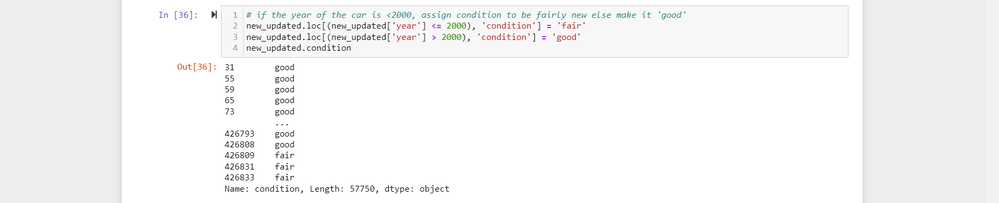 In [36]:
1 # if the year of the car is <2000, assign condition to be fairly new else make it 'good'
2 new_updated.loc[(new_updated['year'] <= 2000), 'condition'] = 'fair'
3 new_updated.loc[(new_updated['year'] > 2000), 'condition'] = 'good'
4 new_updated.condition
Out[36]: 31 good
55 good
59 good
65 good
73 good
...
426793 good
426808 good
426809 fair
426831 fair
426833 fair
Name: condition, Length: 57750, dtype: object